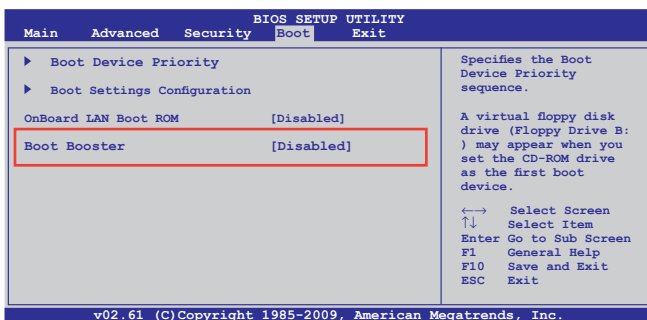 BIOS SETUP UTILITY
Main Advanced Security Boot Exit
Boot Device Priority
Boot Settings Configuration
OnBoard LAN Boot ROM [Disabled]
Boot Booster [Disabled]
Specifies the Boot
Device Priority
sequence.
A virtual floppy disk
drive (Floppy Drive B:
) may appear when you
set the CD-ROM drive
as the first boot
device.
←→ Select Screen
↑↓ Select Item
Enter Go to Sub Screen
F1 General Help
F10 Save and Exit
ESC Exit
v02.61 (C)Copyright 1985-2009, American Megatrends, Inc.